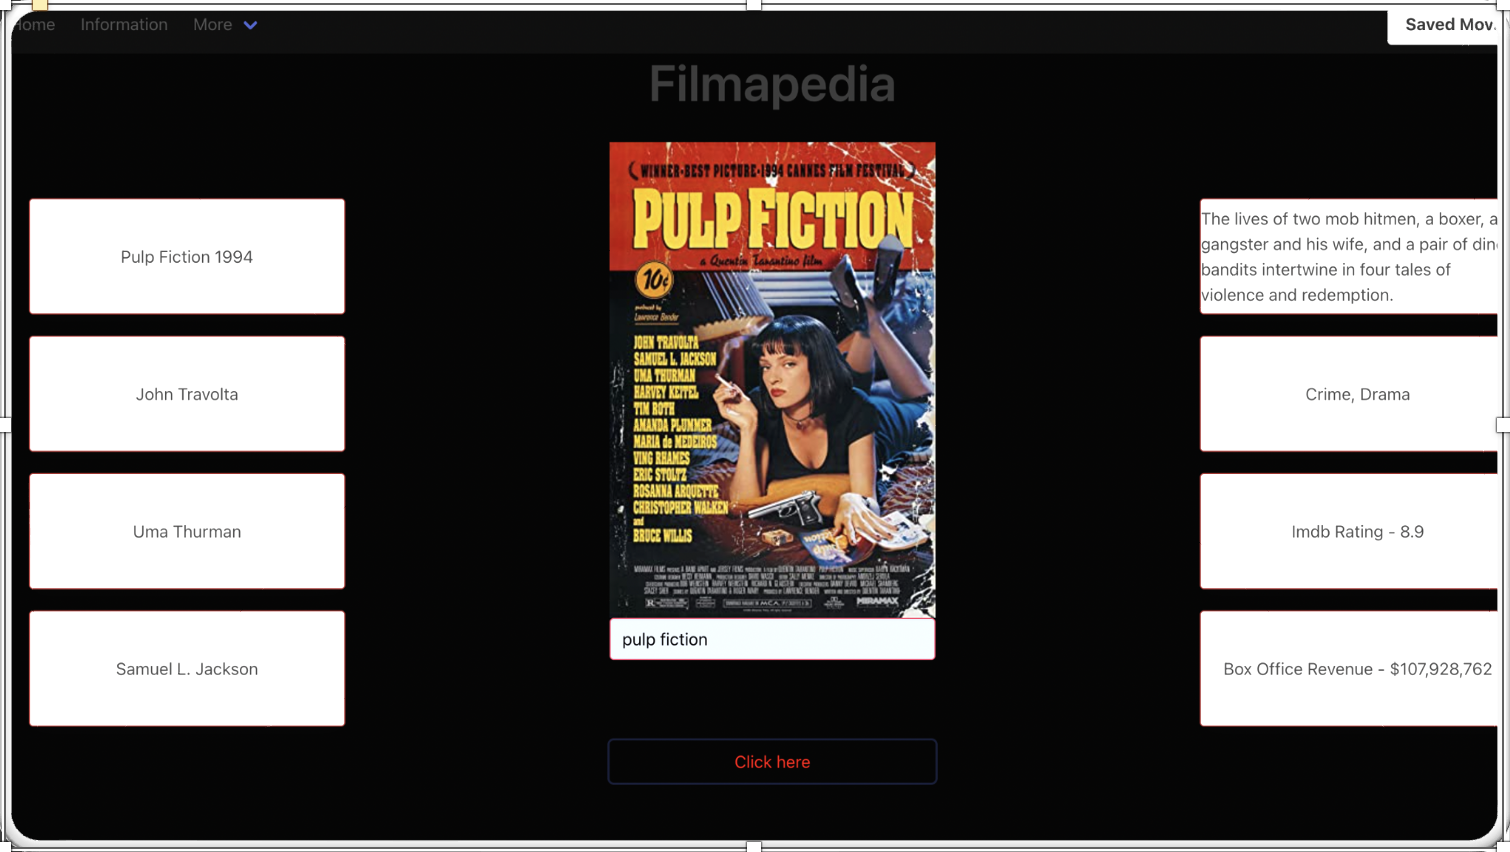 Home
Information
More
Saved Mov
Filmapedia
WINNER-BEST PICTURE-1994 CANNES FILM FESTIVAL
PULP FICTION
a Quentin Tarantino film
10¢
produced by
Lawrence Bender
JOHN TRAVOLTA
SAMUEL L. JACKSON
UMA THURMAN
HARVEY KEITEL
TIM ROTH
AMANDA PLUMMER
MARIA de MEDEIROS
VING RHAMES
ERIC STOLTZ
ROSANNA ARQUETTE
CHRISTOPHER WALKEN
and
BRUCE WILLIS
MIRAMAX
pulp fiction
Click here
Pulp Fiction 1994
John Travolta
Uma Thurman
Samuel L. Jackson
The lives of two mob hitmen, a boxer, a
gangster and his wife, and a pair of din
bandits intertwine in four tales of
violence and redemption.
Crime, Drama
Imdb Rating - 8.9
Box Office Revenue - $107,928,762